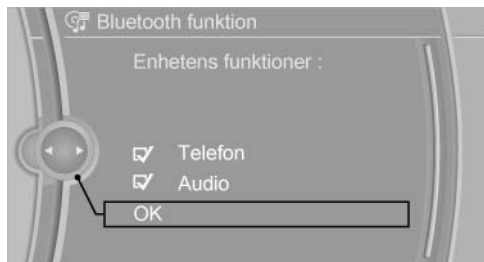 Bluetooth funktion
Enhetens funktioner :
Telefon
Audio
OK